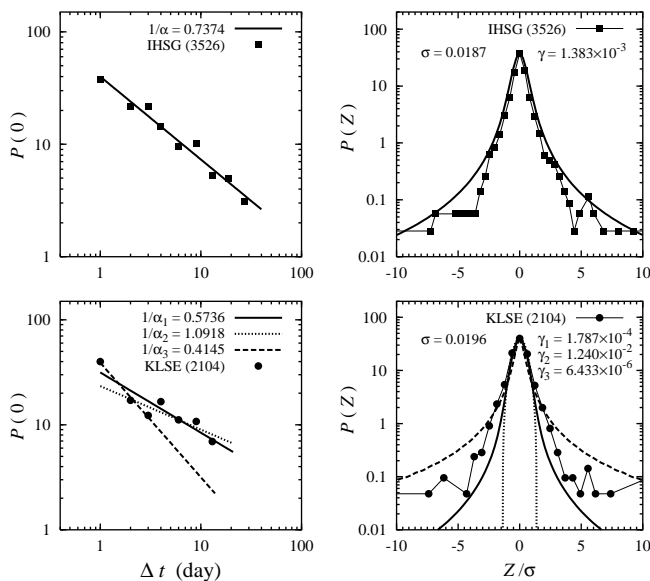 1/α = 0.7374
IHSG (3526)
100
10
1
P (0)
1
10
100
IHSG (3526)
σ = 0.0187
γ = 1.383×10⁻³
100
10
1
0.1
0.01
P (Z)
-10
-5
0
5
10
1/α₁ = 0.5736
1/α₂ = 1.0918
1/α₃ = 0.4145
KLSE (2104)
100
10
1
P (0)
1
10
100
Δ t (day)
KLSE (2104)
σ = 0.0196
γ₁ = 1.787×10⁻⁴
γ₂ = 1.240×10⁻²
γ₃ = 6.433×10⁻⁶
100
10
1
0.1
0.01
P (Z)
-10
-5
0
5
10
Z/σ